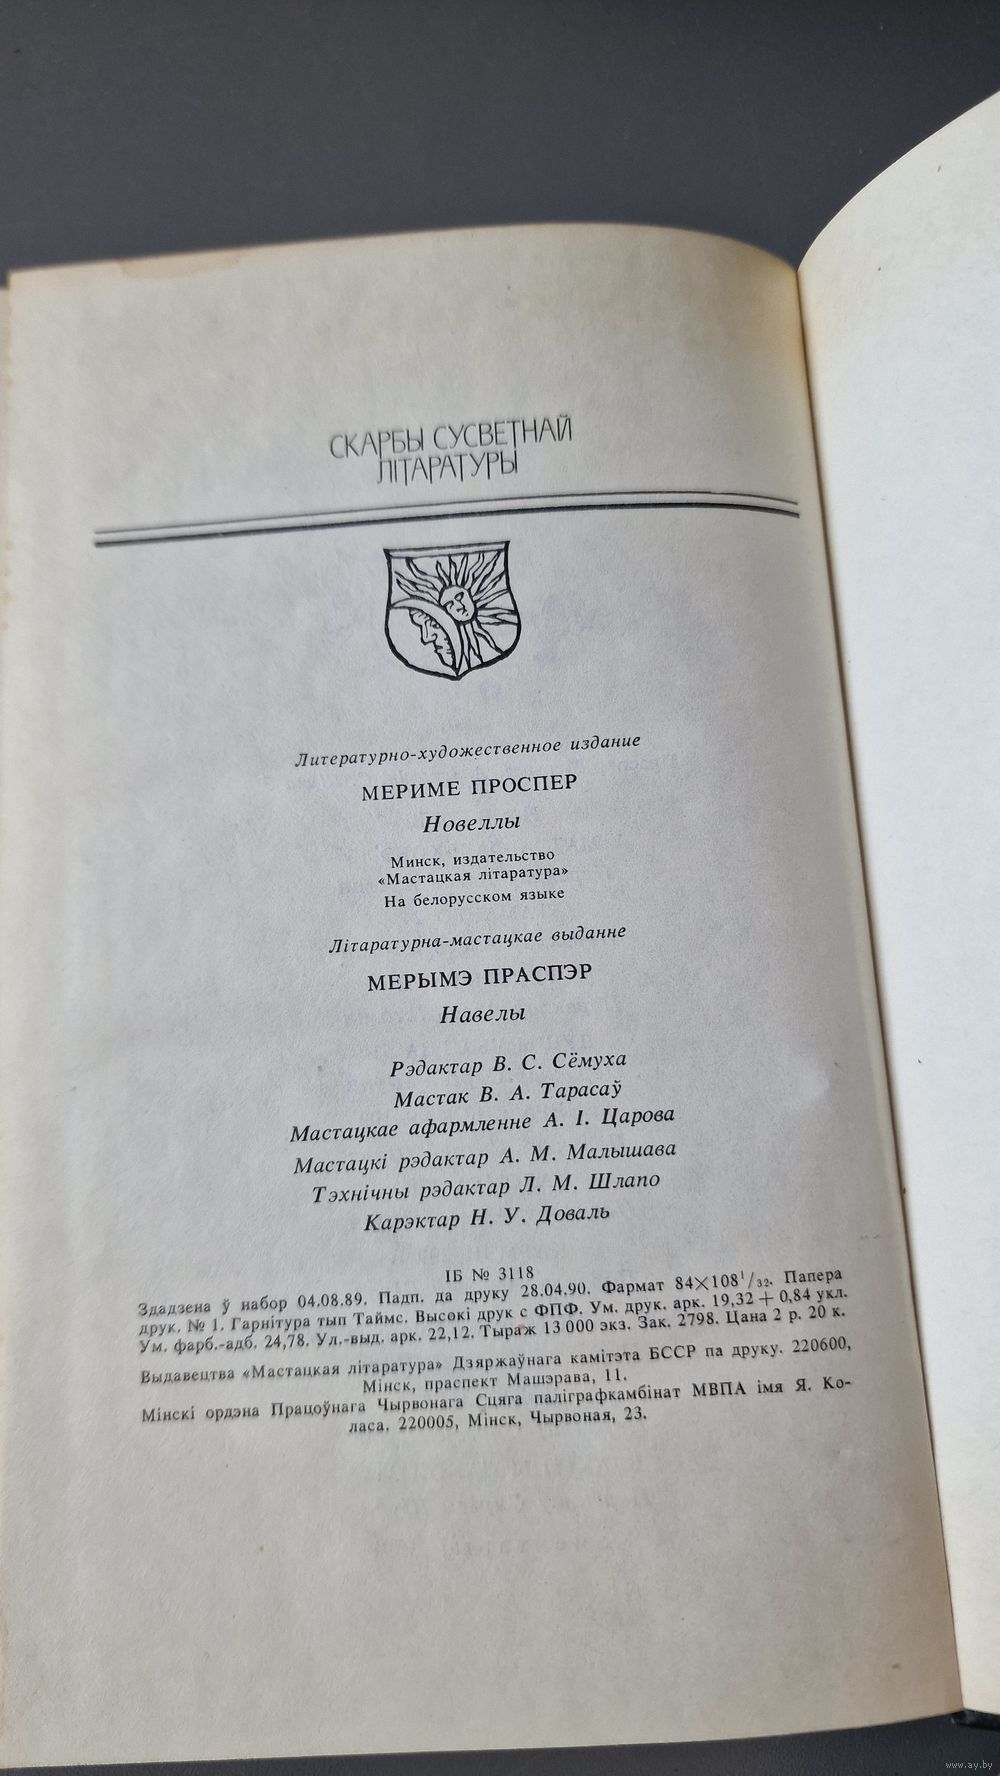 СКАРБЫ СУСВЕТНАЙ
ЛІТАРАТУРЫ
Литературно-художественное издание
МЕРИМЕ ПРОСПЕР
Новеллы
Минск, издательство
«Мастацкая літаратура»
На белорусском языке
Літаратурна-мастацкае выданне
МЕРЫМЭ ПРАСПЭР
Навелы
Рэдактар В. С. Сёмуха
Мастак В. А. Тарасаў
Мастацкае афармленне А. І. Царова
Мастацкі рэдактар А. М. Малышава
Тэхнічны рэдактар Л. М. Шлапо
Карэктар Н. У. Доваль
ІБ № 3118
Здадзена ў набор 04.08.89. Падп. да друку 28.04.90. Фармат 84×108¹/₃₂. Папера
друк. № 1. Гарнітура тып Таймс. Высокі друк с ФПФ. Ум. друк. арк. 19,32 + 0,84 укл.
Ум. фарб.-адб. 24,78. Ул.-выд. арк. 22,12. Тыраж 13 000 экз. Зак. 2798. Цана 2 р. 20 к.
Выдавецтва «Мастацкая літаратура» Дзяржаўнага камітэта БССР па друку. 220600,
Мінск, праспект Машэрава, 11.
Мінскі ордэна Працоўнага Чырвонага Сцяга паліграфкамбінат МВПА імя Я. Ко-
ласа. 220005, Мінск, Чырвоная, 23.
www.ay.by